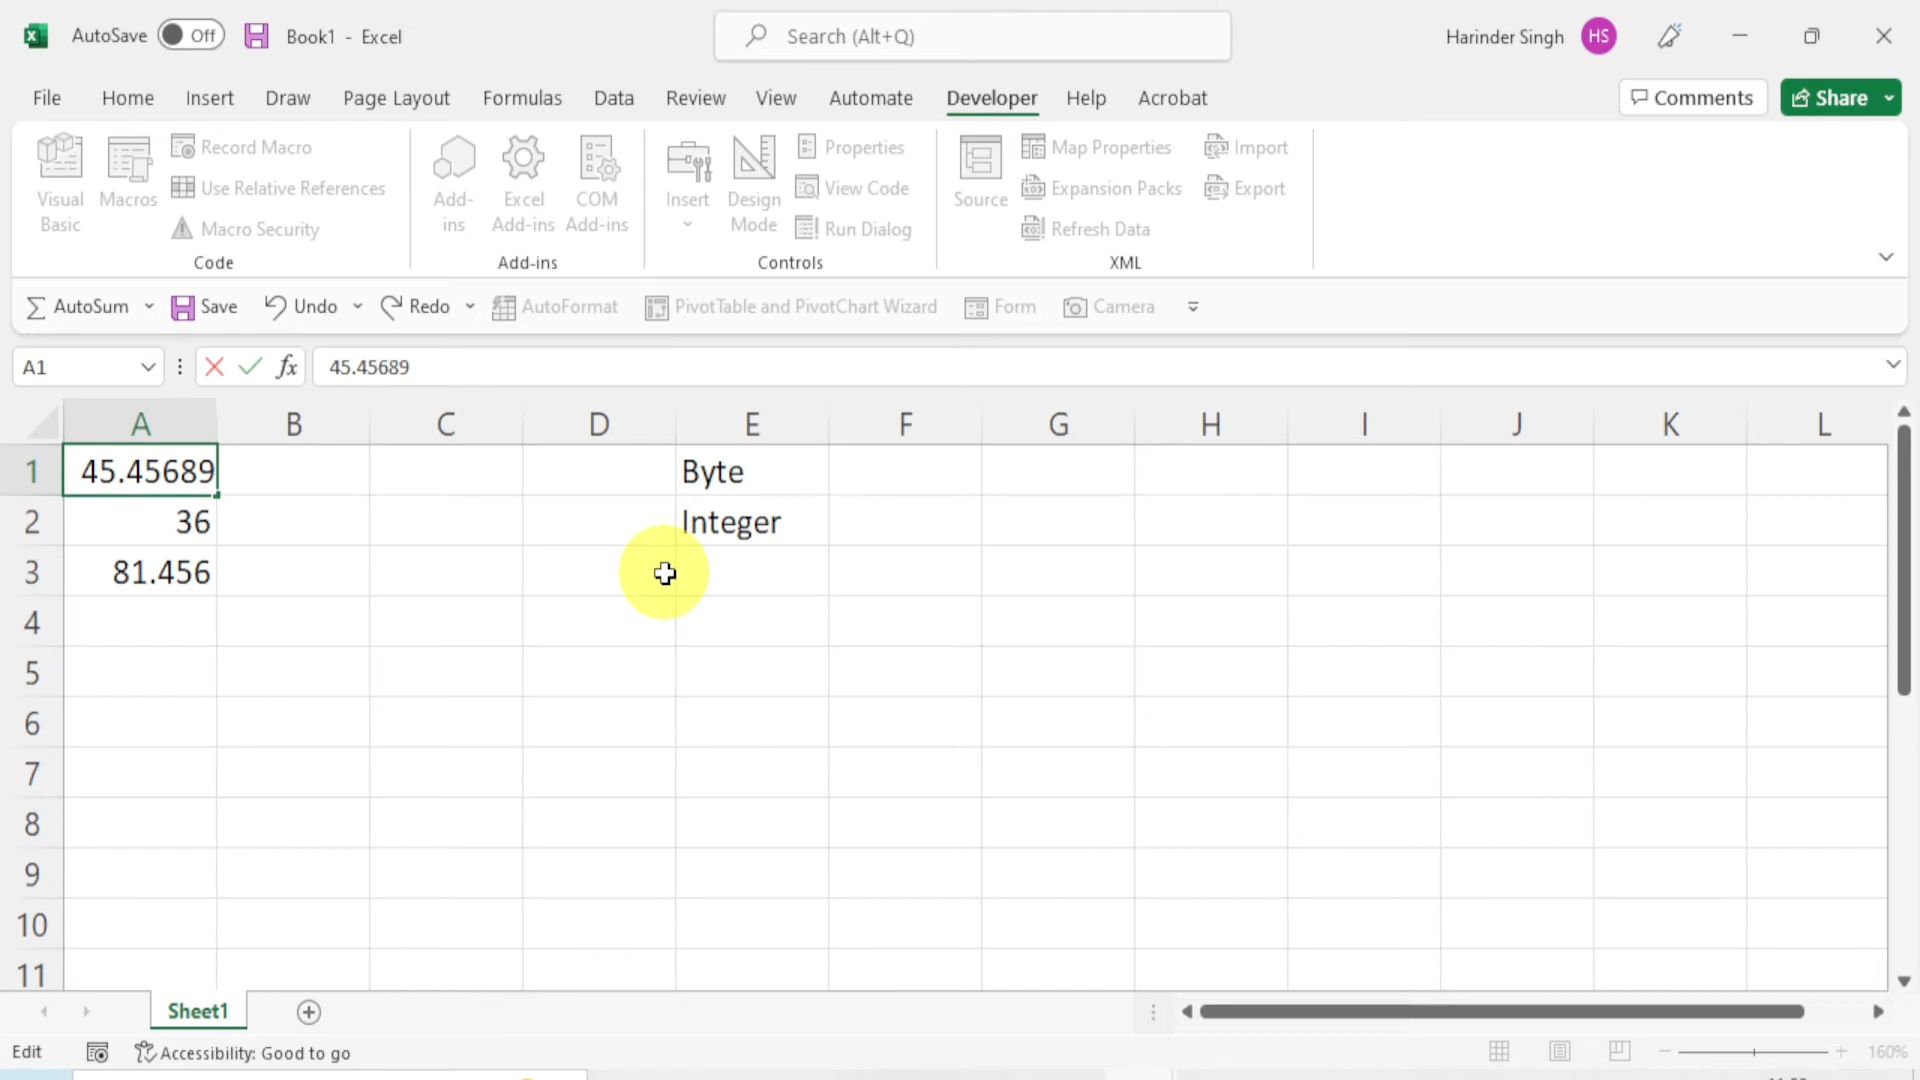 AutoSave Off Book1 - Excel Search (Alt+Q) Harinder Singh HS
File Home Insert Draw Page Layout Formulas Data Review View Automate Developer Help Acrobat Comments Share
Visual Basic
Macros
Record Macro
Use Relative References
Macro Security
Code
Add-ins
Excel Add-ins
COM Add-ins
Add-ins
Insert
Design Mode
Properties
View Code
Run Dialog
Controls
Source
Map Properties
Expansion Packs
Refresh Data
Import
Export
XML
AutoSum Save Undo Redo AutoFormat PivotTable and PivotChart Wizard Form Camera
A1 fx 45.45689
A B C D E F G H I J K L
1 45.45689 Byte
2 36 Integer
3 81.456
4
5
6
7
8
9
10
11
Sheet1
Edit Accessibility: Good to go 160%